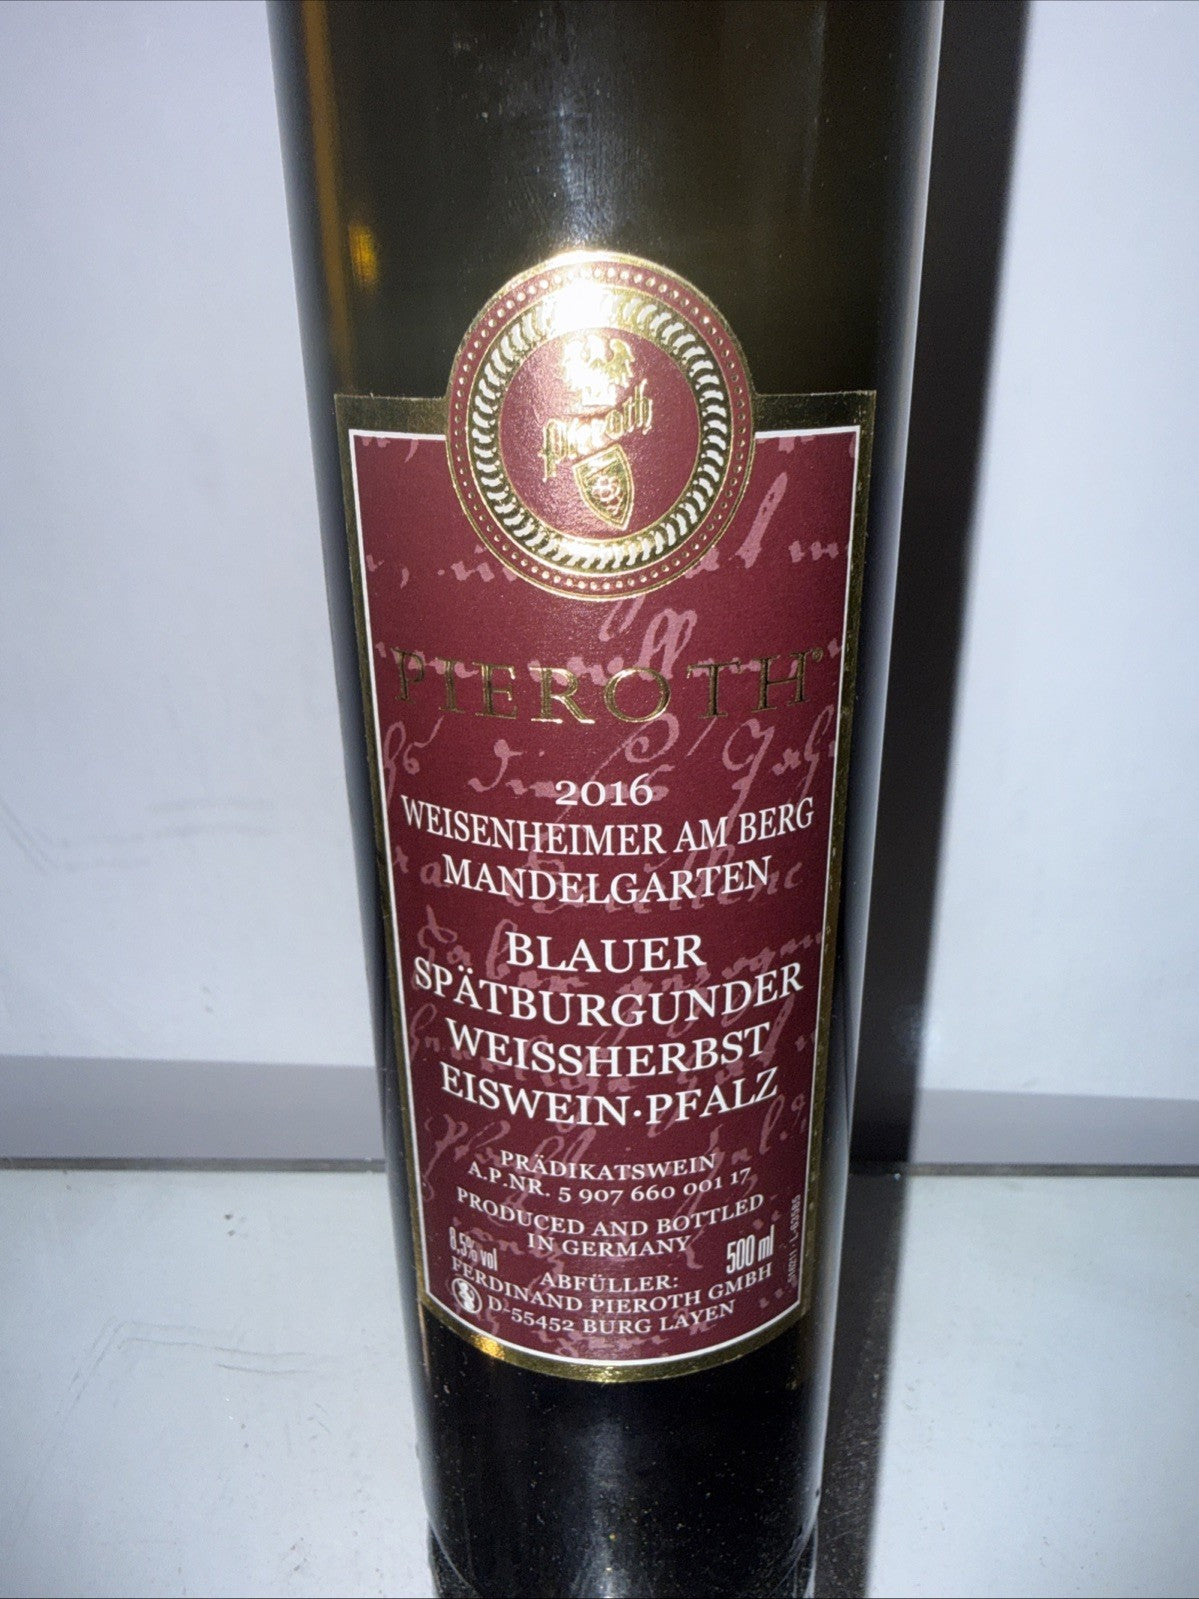 Pieroth
PIEROTH®
2016
WEISENHEIMER AM BERG
MANDELGARTEN
BLAUER
SPÄTBURGUNDER
WEISSHERBST
EISWEIN·PFALZ
PRÄDIKATSWEIN
A.P.NR. 5 907 660 001 17
PRODUCED AND BOTTLED
IN GERMANY
8,5% vol
500 ml
ABFÜLLER:
FERDINAND PIEROTH GMBH
D-55452 BURG LAYEN